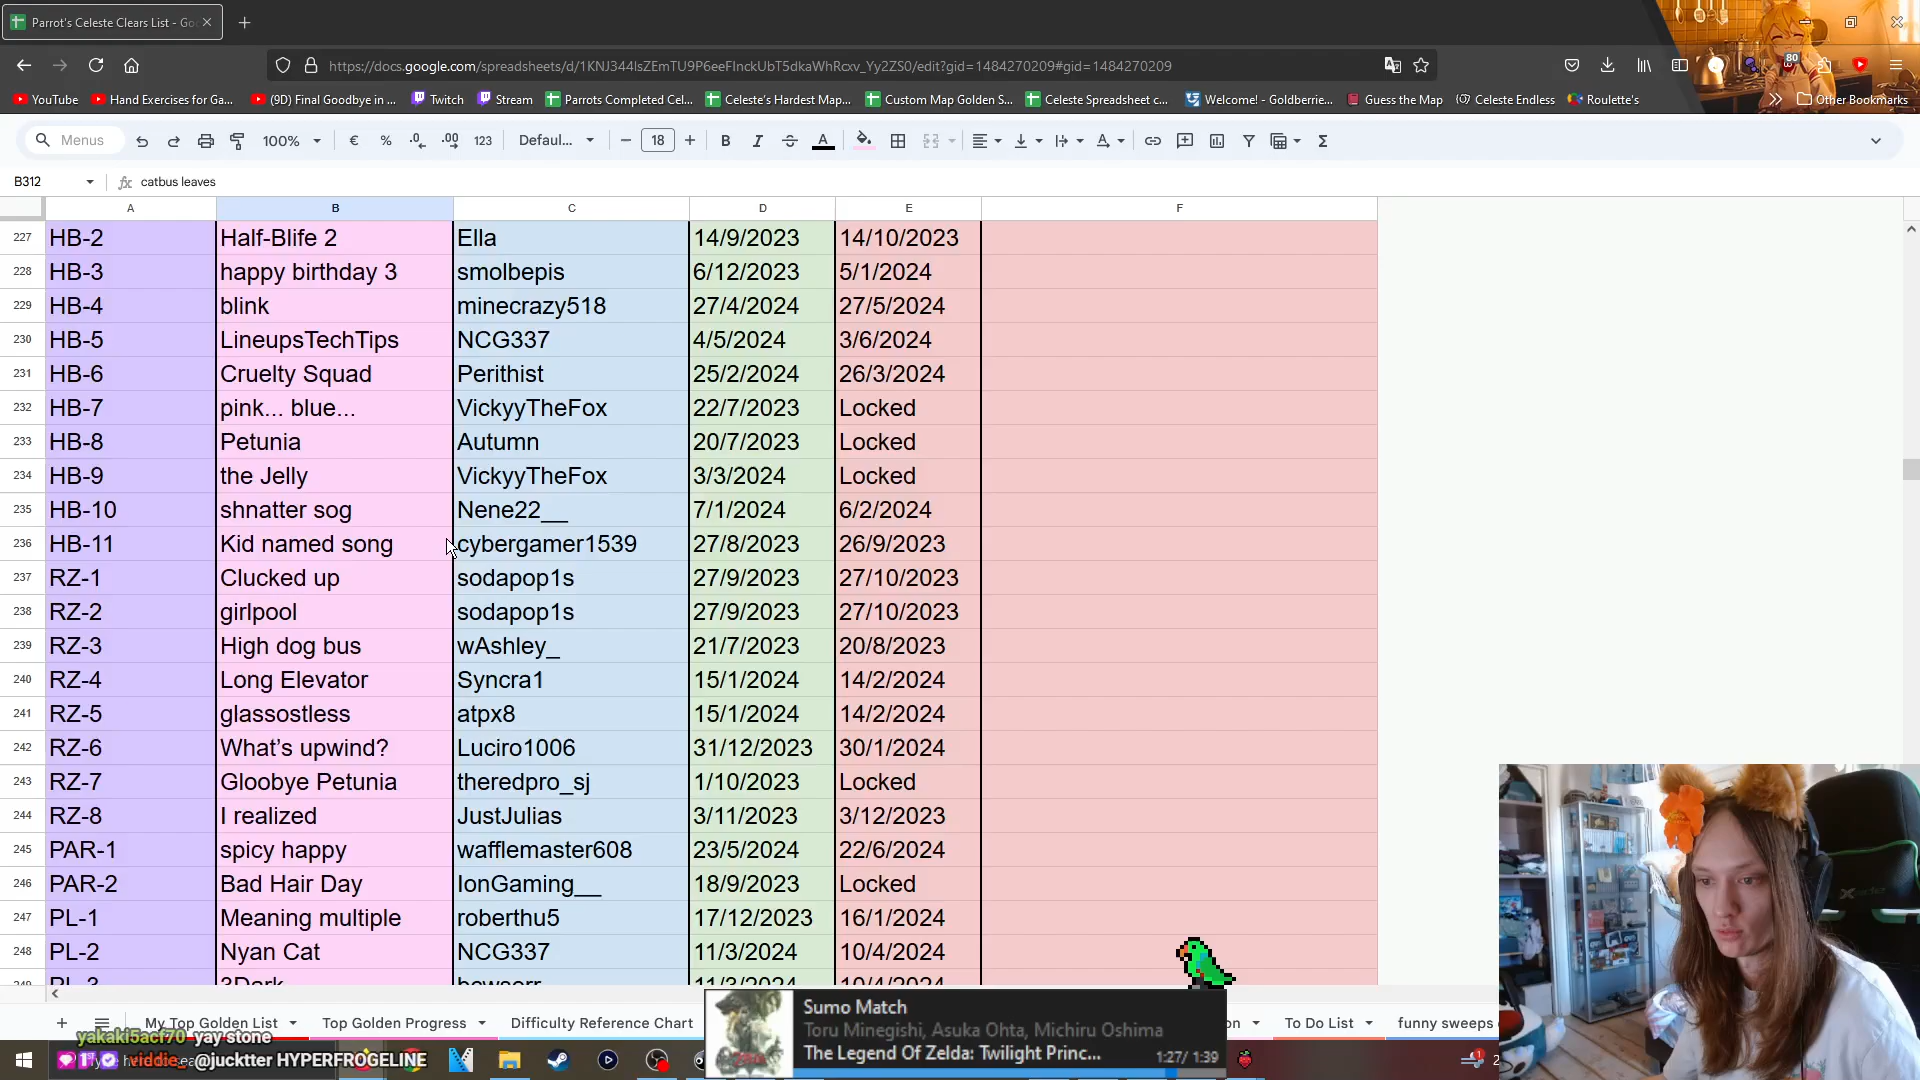 Parrot's Celeste Clears List - Go
https://docs.google.com/spreadsheets/d/1KNJ344lsZEmTU9P6eeFInckUbT5dkaWhRcxv_Yy2ZS0/edit?gid=1484270209#gid=1484270209
80
YouTube
Hand Exercises for Ga...
(9D) Final Goodbye in ...
Twitch
Stream
Parrots Completed Cel...
Celeste's Hardest Map...
Custom Map Golden S...
Celeste Spreadsheet c...
Welcome! - Goldberrie...
Guess the Map
Celeste Endless
Roulette's
Other Bookmarks
Menus
100%
€ % .0 .00 123
Defaul...
18
B I A
B312
fx catbus leaves
A B C D E F
227 HB-2 Half-Blife 2 Ella 14/9/2023 14/10/2023
228 HB-3 happy birthday 3 smolbepis 6/12/2023 5/1/2024
229 HB-4 blink minecrazy518 27/4/2024 27/5/2024
230 HB-5 LineupsTechTips NCG337 4/5/2024 3/6/2024
231 HB-6 Cruelty Squad Perithist 25/2/2024 26/3/2024
232 HB-7 pink... blue... VickyyTheFox 22/7/2023 Locked
233 HB-8 Petunia Autumn 20/7/2023 Locked
234 HB-9 the Jelly VickyyTheFox 3/3/2024 Locked
235 HB-10 shnatter sog Nene22__ 7/1/2024 6/2/2024
236 HB-11 Kid named song cybergamer1539 27/8/2023 26/9/2023
237 RZ-1 Clucked up sodapop1s 27/9/2023 27/10/2023
238 RZ-2 girlpool sodapop1s 27/9/2023 27/10/2023
239 RZ-3 High dog bus wAshley_ 21/7/2023 20/8/2023
240 RZ-4 Long Elevator Syncra1 15/1/2024 14/2/2024
241 RZ-5 glassostless atpx8 15/1/2024 14/2/2024
242 RZ-6 What's upwind? Luciro1006 31/12/2023 30/1/2024
243 RZ-7 Gloobye Petunia theredpro_sj 1/10/2023 Locked
244 RZ-8 I realized JustJulias 3/11/2023 3/12/2023
245 PAR-1 spicy happy wafflemaster608 23/5/2024 22/6/2024
246 PAR-2 Bad Hair Day IonGaming__ 18/9/2023 Locked
247 PL-1 Meaning multiple roberthu5 17/12/2023 16/1/2024
248 PL-2 Nyan Cat NCG337 11/3/2024 10/4/2024
My Top Golden List
Top Golden Progress
Difficulty Reference Chart
To Do List
funny sweeps
Sumo Match
Toru Minegishi, Asuka Ohta, Michiru Oshima
The Legend Of Zelda: Twilight Princ...
1:27/ 1:39
yakaki5acf70 yay stone
viddie_ @jucktter HYPERFROGELINE